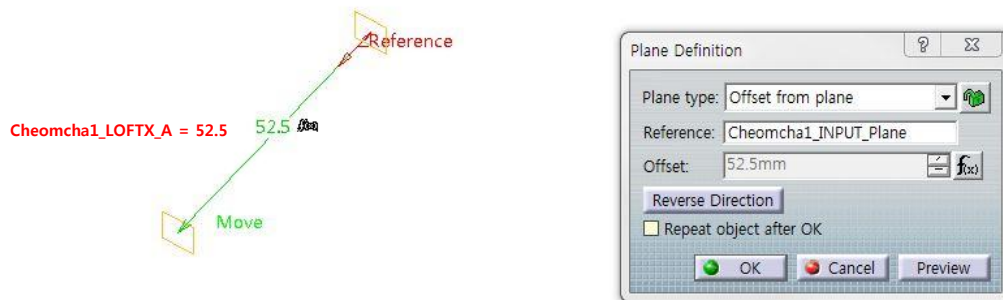 Reference
Cheomcha1_LOFTX_A = 52.5
52.5 f(x)
Move
Plane Definition
Plane type: Offset from plane
Reference: Cheomcha1_INPUT_Plane
Offset: 52.5mm f(x)
Reverse Direction
Repeat object after OK
OK Cancel Preview